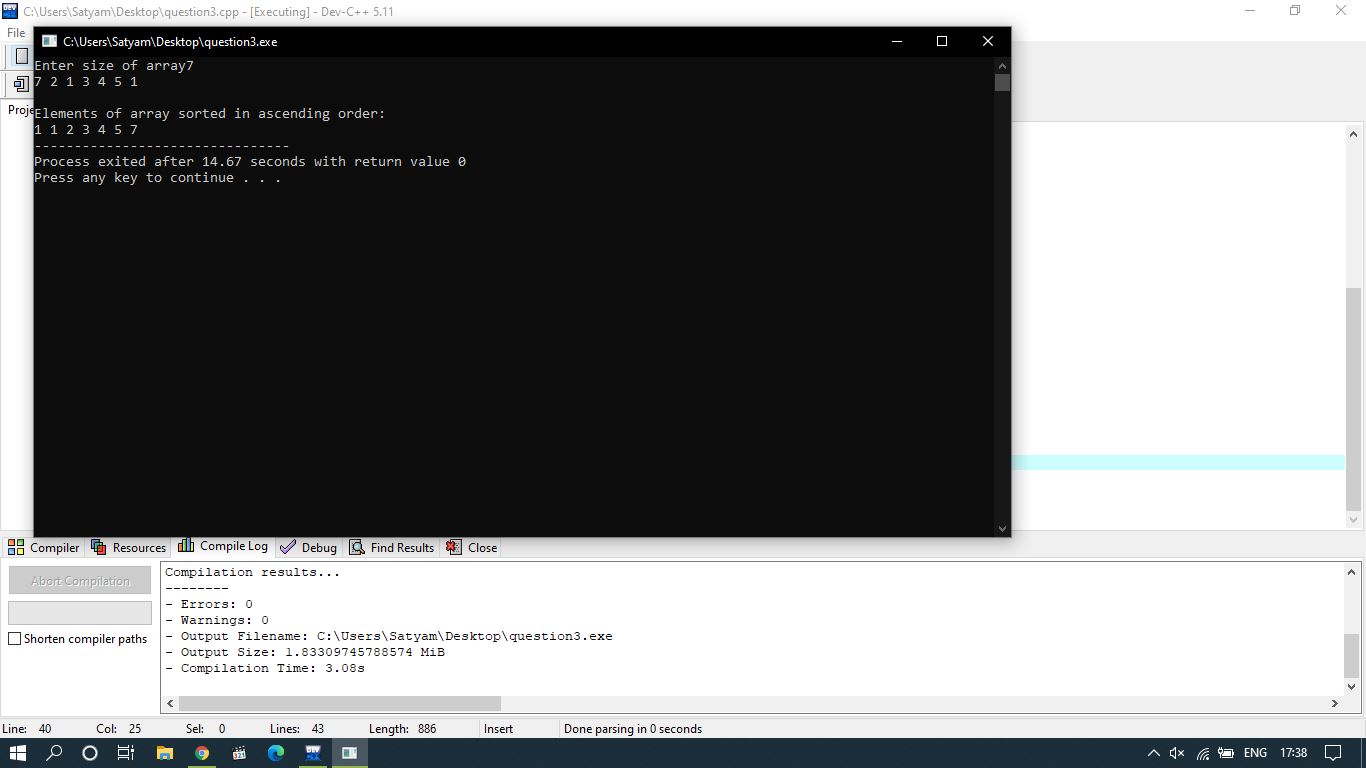 C:\Users\Satyam\Desktop\question3.cpp - [Executing] - Dev-C++ 5.11
File
C:\Users\Satyam\Desktop\question3.exe
Enter size of array7
7 2 1 3 4 5 1
Proje
Elements of array sorted in ascending order:
1 1 2 3 4 5 7
--------------------------------
Process exited after 14.67 seconds with return value 0
Press any key to continue . . .
Compiler Resources Compile Log Debug Find Results Close
Abort Compilation
Shorten compiler paths
Compilation results...
--------
- Errors: 0
- Warnings: 0
- Output Filename: C:\Users\Satyam\Desktop\question3.exe
- Output Size: 1.83309745788574 MiB
- Compilation Time: 3.08s
Line: 40 Col: 25 Sel: 0 Lines: 43 Length: 886 Insert Done parsing in 0 seconds
ENG 17:38